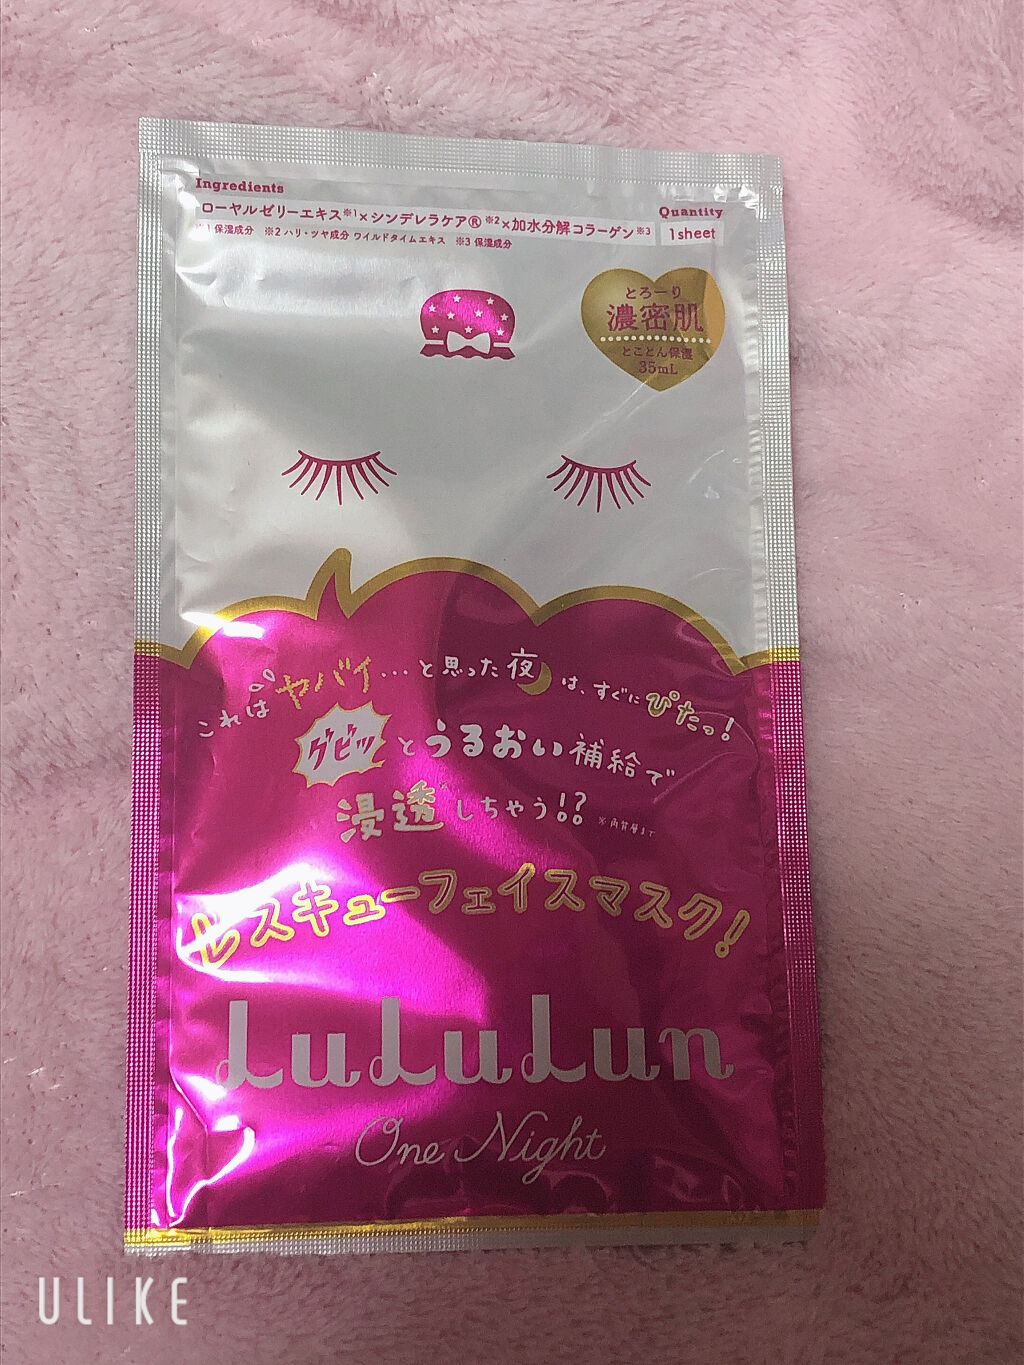 Ingredients
ローヤルゼリーエキス※1×シンデレラケア®※2×加水分解コラーゲン※3
※1 保湿成分 ※2 ハリ・ツヤ成分 ワイルドタイムエキス ※3 保湿成分
Quantity
1sheet
とろーり
濃密肌
とことん保湿
35mL
これはヤバイ…と思った夜は、すぐにぴたっ!
グビッとうるおい補給で
浸透※しちゃう!?
※角質層まで
レスキューフェイスマスク!
LuLuLun
One Night
ULIKE